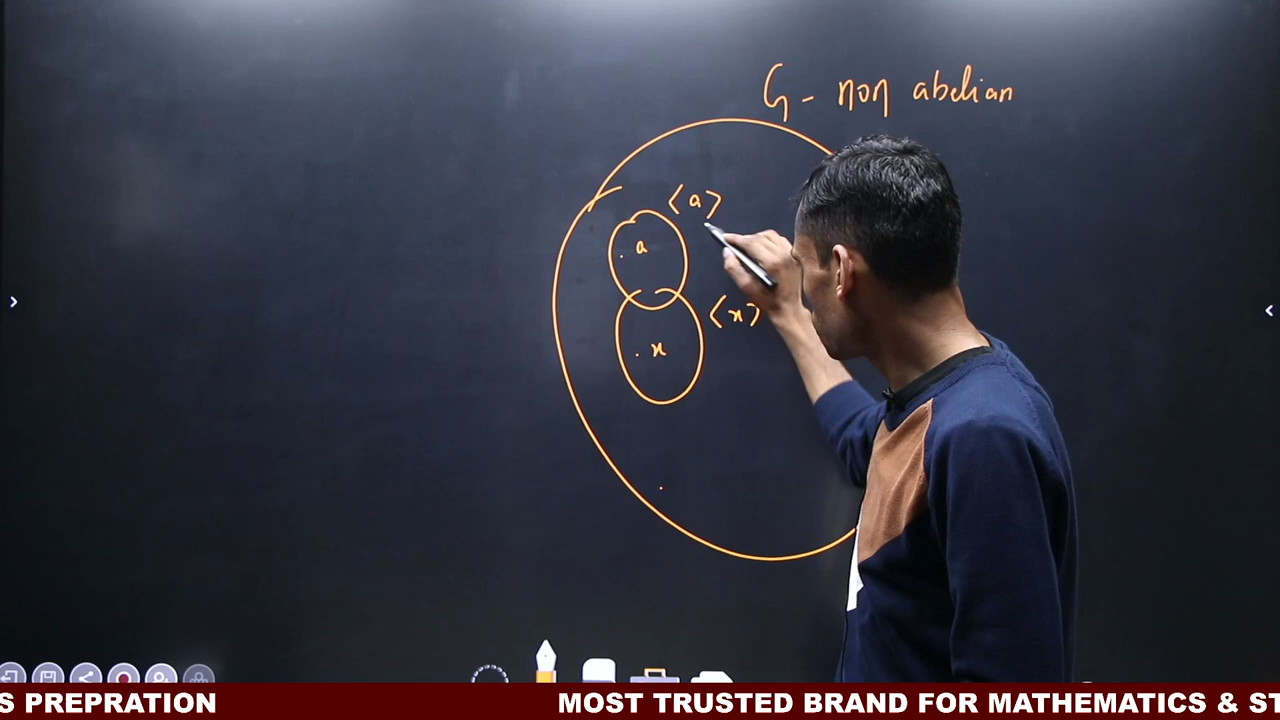 G - non abelian
<a>
. a
<x>
. x
S PREPRATION
MOST TRUSTED BRAND FOR MATHEMATICS & ST